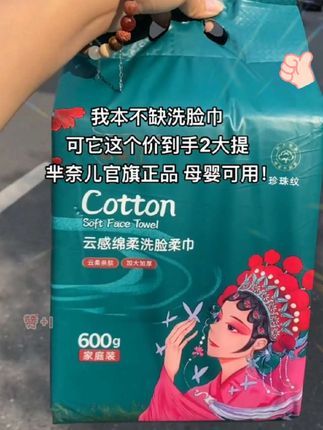 我本不缺洗脸巾
可它这个价到手2大提
芈奈儿官旗正品 母婴可用!
珍珠纹
Cotton
Soft Face Towel
云感绵柔洗脸柔巾
云柔亲肤 加大加厚
赞+1
600g
家庭装